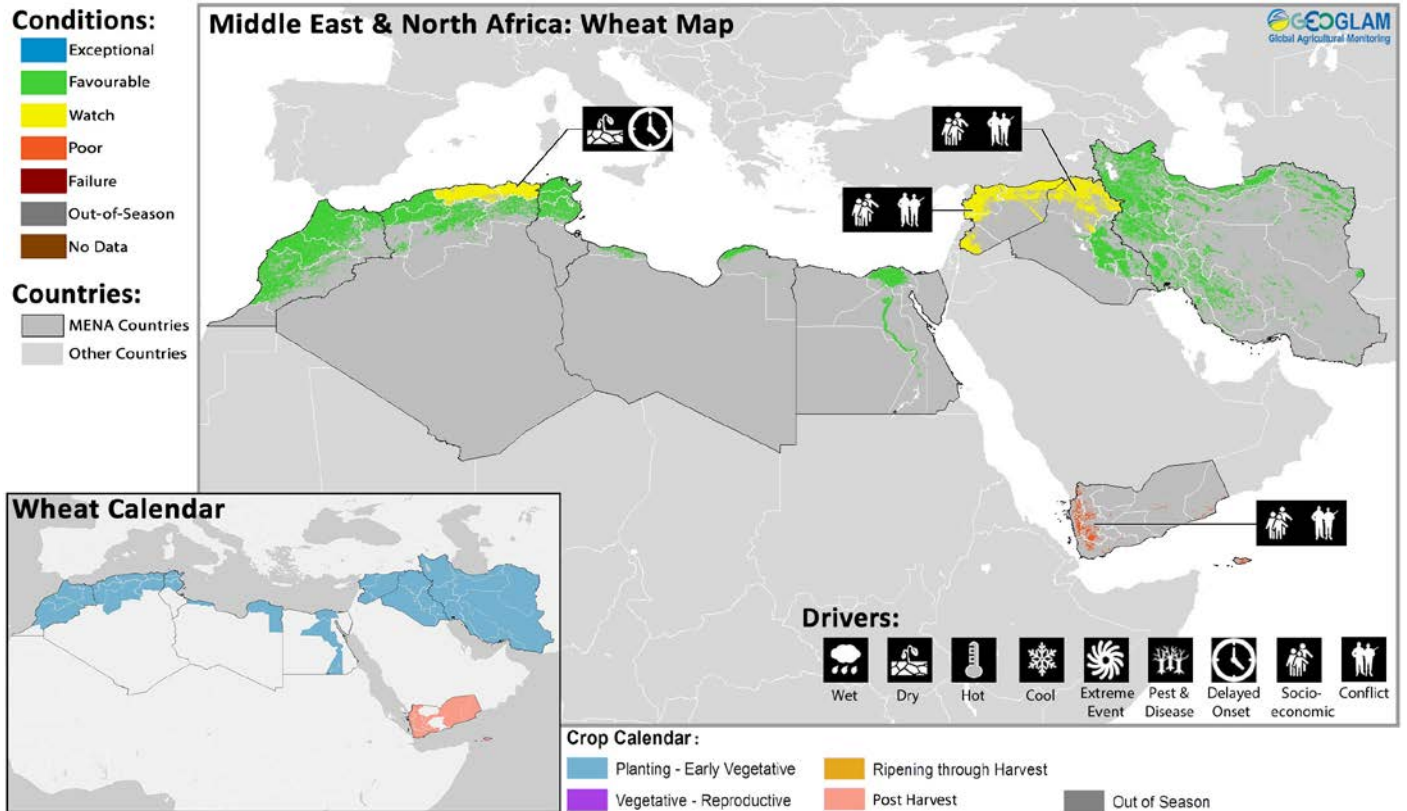 Conditions:
Exceptional
Favourable
Watch
Poor
Failure
Out-of-Season
No Data
Countries:
MENA Countries
Other Countries
Middle East & North Africa: Wheat Map
GEOGLAM
Global Agricultural Monitoring
Drivers:
Wet
Dry
Hot
Cool
Extreme
Event
Pest &
Disease
Delayed
Onset
Socio-
economic
Conflict
Wheat Calendar
Crop Calendar:
Planting - Early Vegetative
Vegetative - Reproductive
Ripening through Harvest
Post Harvest
Out of Season